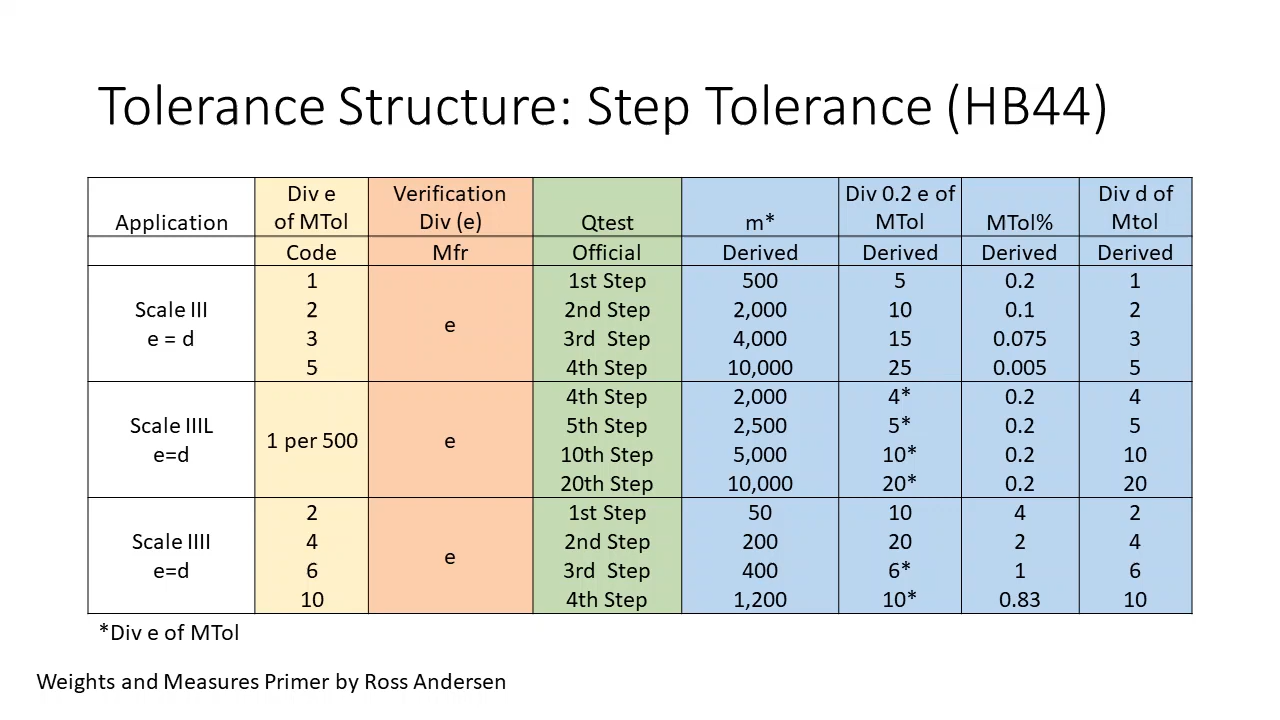 Tolerance Structure: Step Tolerance (HB44)
Application Div e of MTol Verification Div (e) Qtest m* Div 0.2 e of MTol MTol% Div d of Mtol
Code Mfr Official Derived Derived Derived Derived
Scale III e = d
1 e 1st Step 500 5 0.2 1
2 2nd Step 2,000 10 0.1 2
3 3rd Step 4,000 15 0.075 3
5 4th Step 10,000 25 0.005 5
Scale IIIL e=d
1 per 500 e 4th Step 2,000 4* 0.2 4
5th Step 2,500 5* 0.2 5
10th Step 5,000 10* 0.2 10
20th Step 10,000 20* 0.2 20
Scale IIII e=d
2 e 1st Step 50 10 4 2
4 2nd Step 200 20 2 4
6 3rd Step 400 6* 1 6
10 4th Step 1,200 10* 0.83 10
*Div e of MTol
Weights and Measures Primer by Ross Andersen